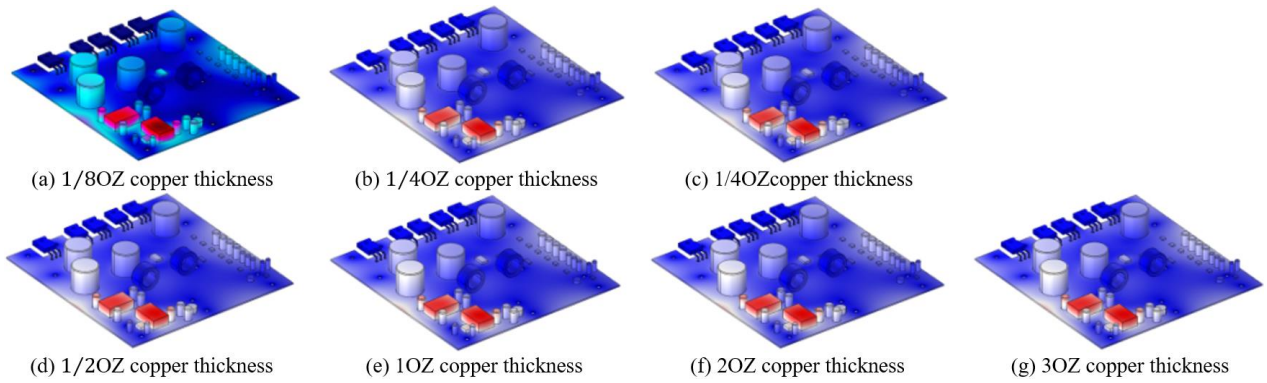 (a) 1/8OZ copper thickness
(b) 1/4OZ copper thickness
(c) 1/4OZcopper thickness
(d) 1/2OZ copper thickness
(e) 1OZ copper thickness
(f) 2OZ copper thickness
(g) 3OZ copper thickness